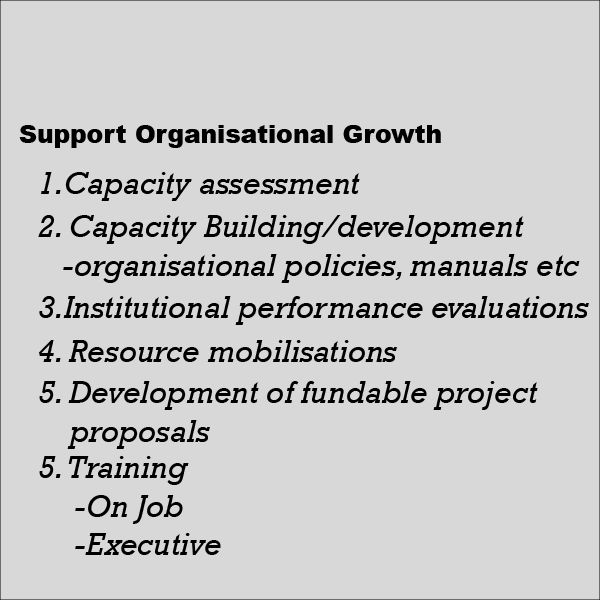 Support Organisational Growth
1.Capacity assessment
2. Capacity Building/development
-organisational policies, manuals etc
3.Institutional performance evaluations
4. Resource mobilisations
5. Development of fundable project
proposals
5. Training
-On Job
-Executive